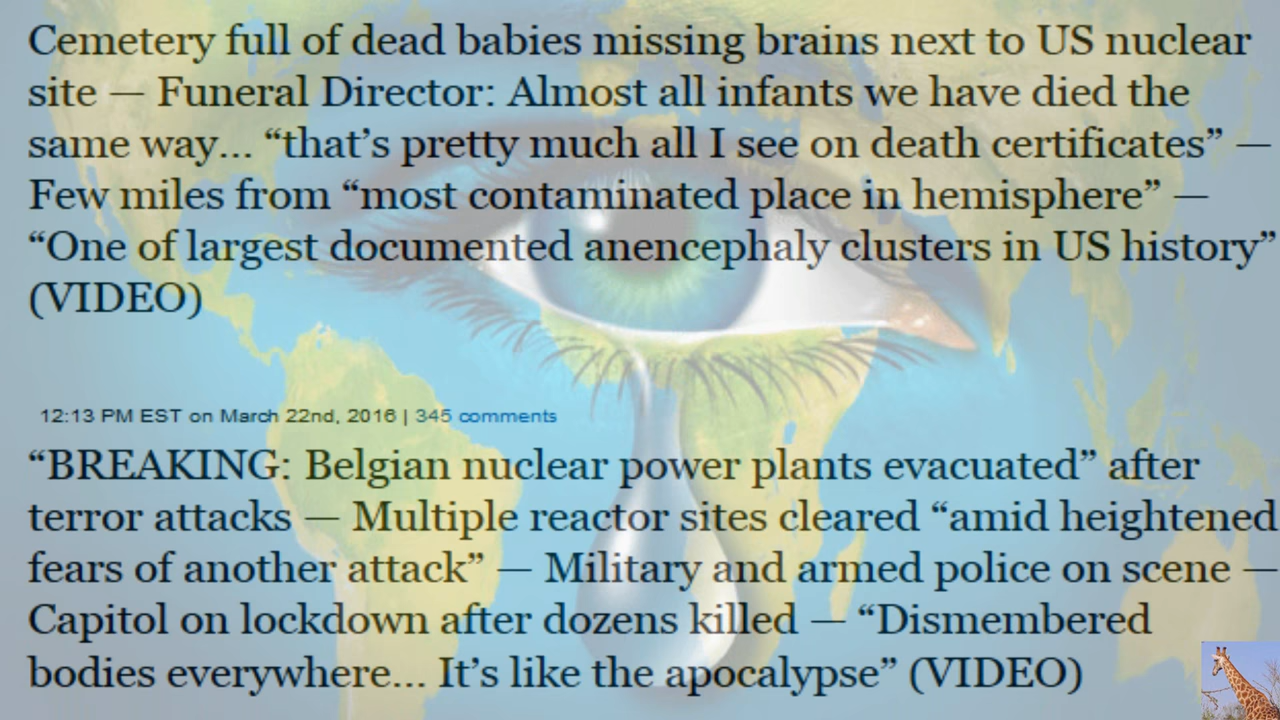 Cemetery full of dead babies missing brains next to US nuclear
site — Funeral Director: Almost all infants we have died the
same way... “that’s pretty much all I see on death certificates” —
Few miles from “most contaminated place in hemisphere” —
“One of largest documented anencephaly clusters in US history”
(VIDEO)
12:13 PM EST on March 22nd, 2016 | 345 comments
“BREAKING: Belgian nuclear power plants evacuated” after
terror attacks — Multiple reactor sites cleared “amid heightened
fears of another attack” — Military and armed police on scene —
Capitol on lockdown after dozens killed — “Dismembered
bodies everywhere... It’s like the apocalypse” (VIDEO)